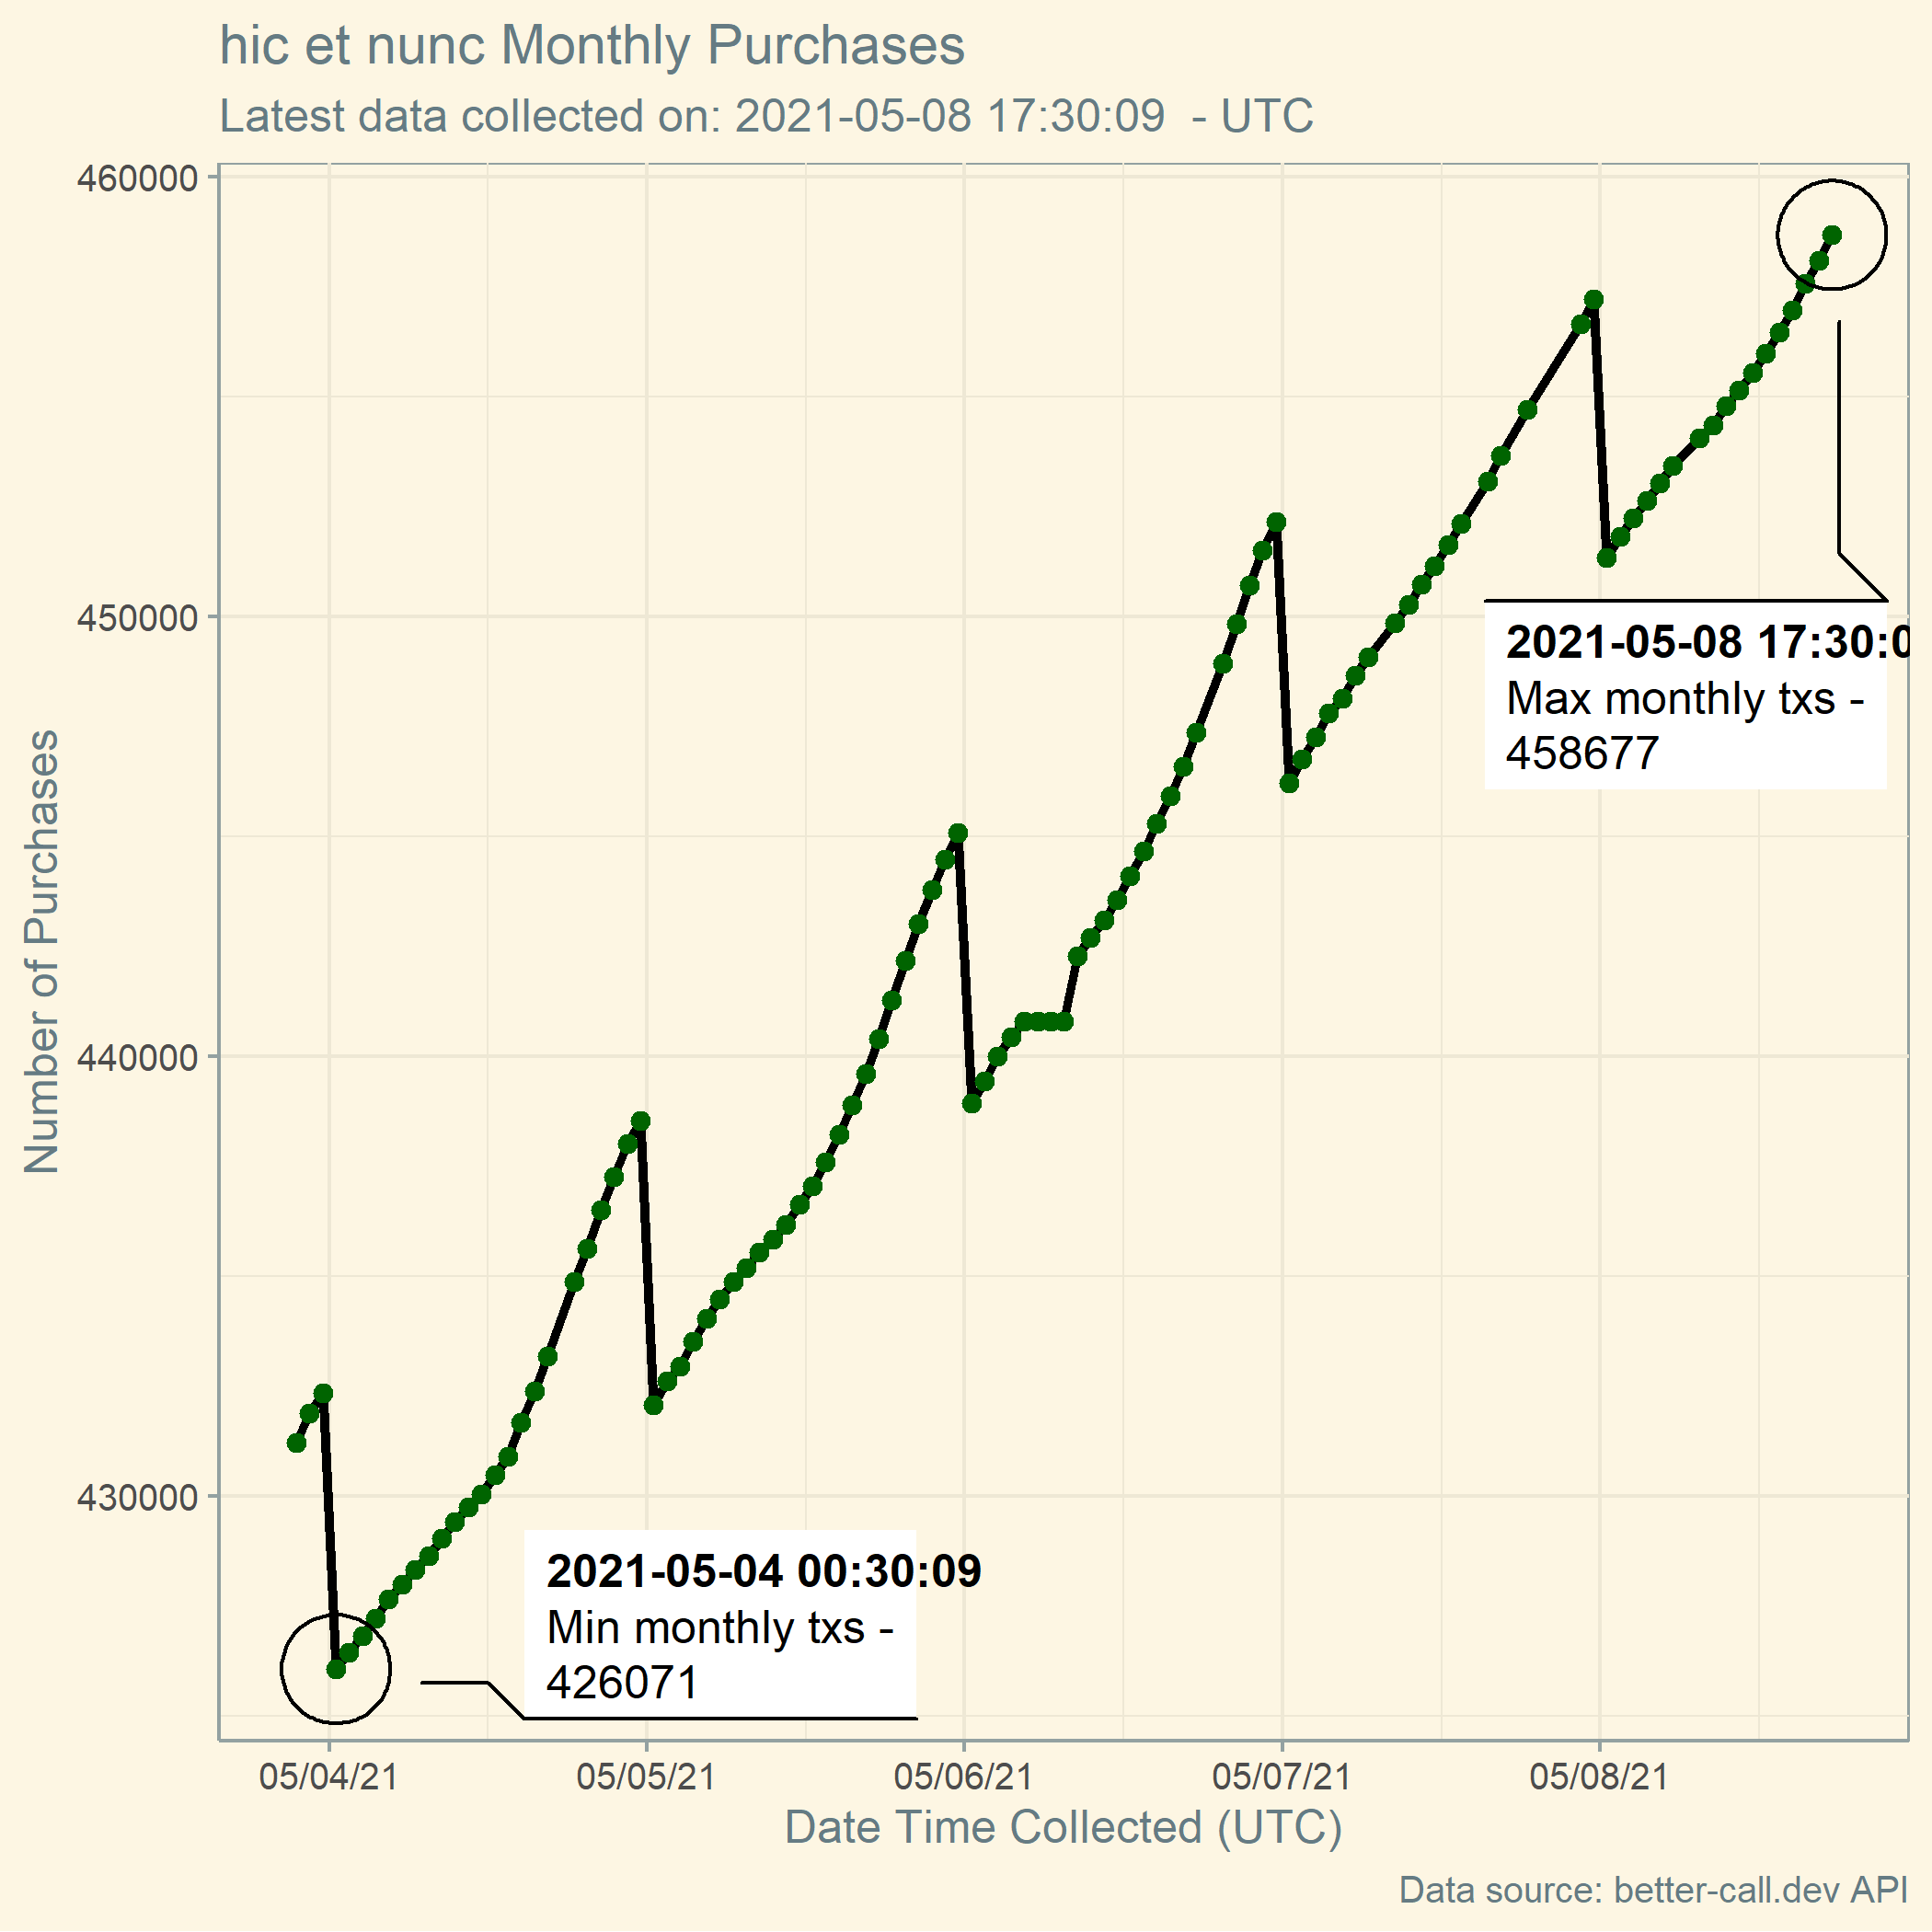 hic et nunc Monthly Purchases
Latest data collected on: 2021-05-08 17:30:09  - UTC
460000
450000
440000
430000
Number of Purchases
2021-05-08 17:30:0
Max monthly txs -
458677
2021-05-04 00:30:09
Min monthly txs -
426071
05/04/21
05/05/21
05/06/21
05/07/21
05/08/21
Date Time Collected (UTC)
Data source: better-call.dev API